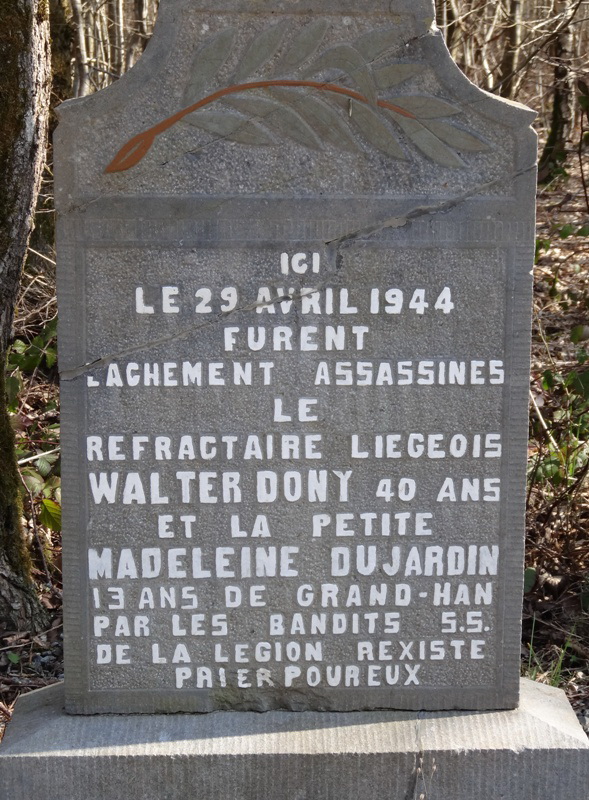 ICI
LE 29 AVRIL 1944
FURENT
LACHEMENT ASSASSINES
LE
REFRACTAIRE LIEGEOIS
WALTER DONY 40 ANS
ET LA PETITE
MADELEINE DUJARDIN
13 ANS DE GRAND-HAN
PAR LES BANDITS S.S.
DE LA LEGION REXISTE
PRIER POUR EUX